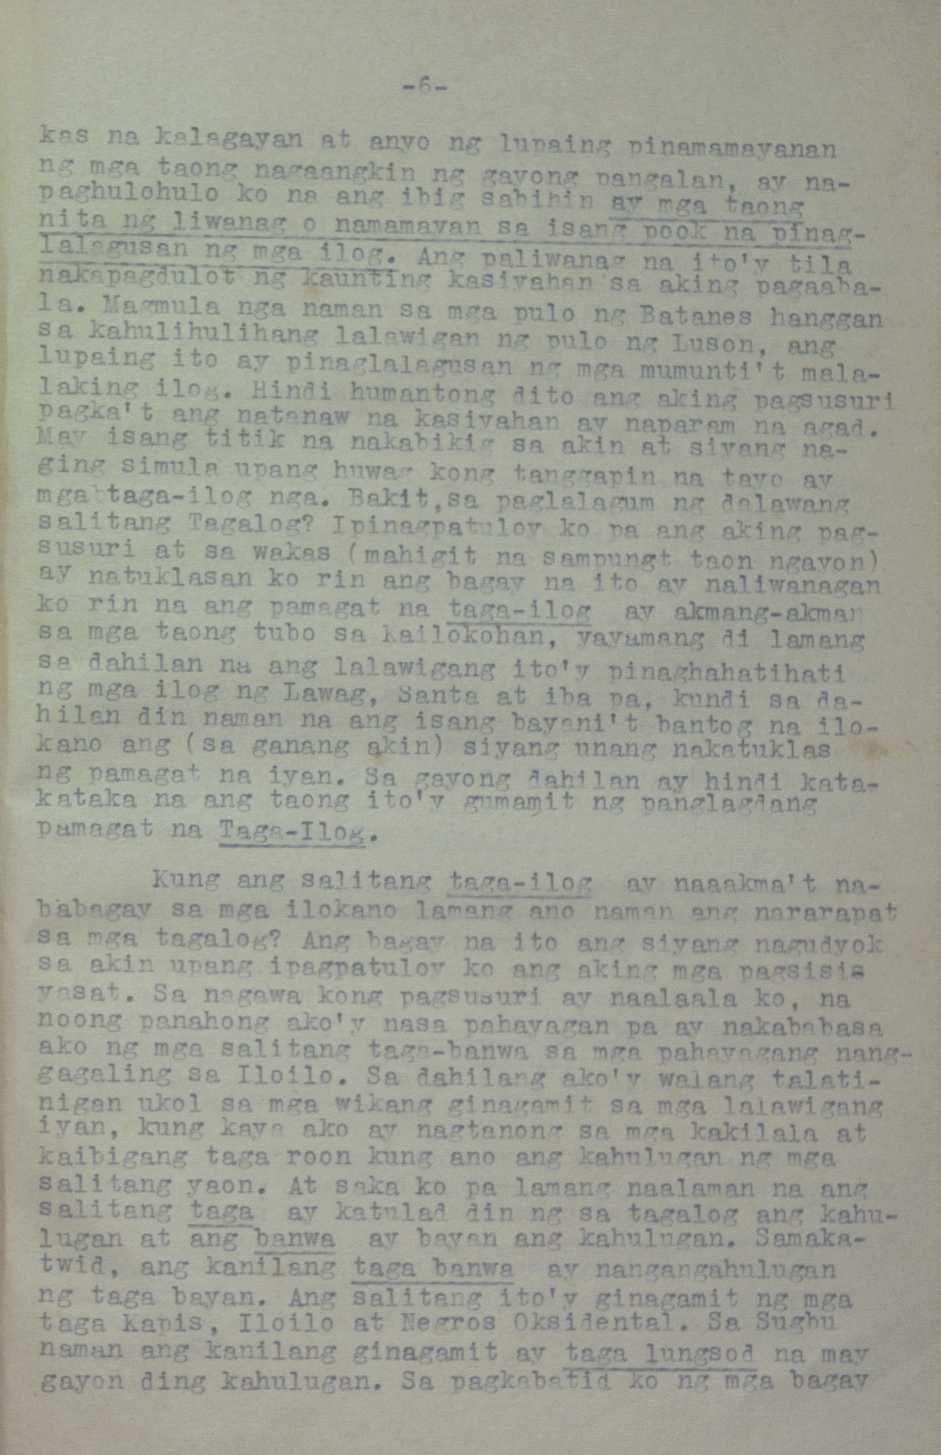 -6-
kas na kalagayan at anyo ng lupaing pinamamayanan
ng mga taong nagaangkin ng gayong pangalan, ay na-
paghulohulo ko na ang ibig sabihin ay mga taong
nita ng liwanag o namamayan sa isang pook na pinag-
lalagusan ng mga ilog. Ang paliwanag na ito'y tila
nakapagdulot ng kaunting kasiyahan sa aking pagaaba-
la. Magmula nga naman sa mga pulo ng Batanes hanggan
sa kahulihulihang lalawigan ng pulo ng Luson, ang
lupaing ito ay pinaglalagusan ng mga mumunti't mala-
laking ilog. Hindi humantong dito ang aking pagsusuri
pagka't ang natanaw na kasiyahan ay naparam na agad.
May isang titik na nakabikig sa akin at siyang na-
ging simula upang huwag kong tanggapin na tayo ay
mga taga-ilog nga. Bakit,sa paglalagum ng dalawang
salitang Tagalog? Ipinagpatuloy ko pa ang aking pag-
susuri at sa wakas (mahigit na sampungt taon ngayon)
ay natuklasan ko rin ang bagay na ito ay naliwanagan
ko rin na ang pamagat na taga-ilog ay akmang-akman
sa mga taong tubo sa Kailokohan, yayamang di lamang
sa dahilan na ang lalawigang ito'y pinaghahatihati
ng mga ilog ng Lawag, Santa at iba pa, kundi sa da-
hilan din naman na ang isang bayani't bantog na ilo-
kano ang (sa ganang akin) siyang unang nakatuklas
ng pamagat na iyan. Sa gayong dahilan ay hindi kata-
kataka na ang taong ito'y gumamit ng panglagdang
pamagat na Taga-Ilog.
Kung ang salitang taga-ilog ay naaakma't na-
babagay sa mga ilokano lamang ano naman ang nararapat
sa mga tagalog? Ang bagay na ito ang siyang nagudyok
sa akin upang ipagpatuloy ko ang aking mga pagsisia
yasat. Sa nagawa kong pagsusuri ay naalaala ko, na
noong panahong ako'y nasa pahayagan pa ay nakababasa
ako ng mga salitang taga-banwa sa mga pahayagang nang-
gagaling sa Iloilo. Sa dahilang ako'y walang talati-
nigan ukol sa mga wikang ginagamit sa mga lalawigang
iyan, kung kaya ako ay nagtanong sa mga kakilala at
kaibigang taga roon kung ano ang kahulugan ng mga
salitang yaon. At saka ko pa lamang naalaman na ang
salitang taga ay katulad din ng sa tagalog ang kahu-
lugan at ang banwa ay bayan ang kahulugan. Samaka-
twid, ang kanilang taga banwa ay nangangahulugan
ng taga bayan. Ang salitang ito'y ginagamit ng mga
taga Kapis, Iloilo at Negros Oksidental. Sa Sugbu
naman ang kanilang ginagamit ay taga lungsod na may
gayon ding kahulugan. Sa pagkabatid ko ng mga bagay